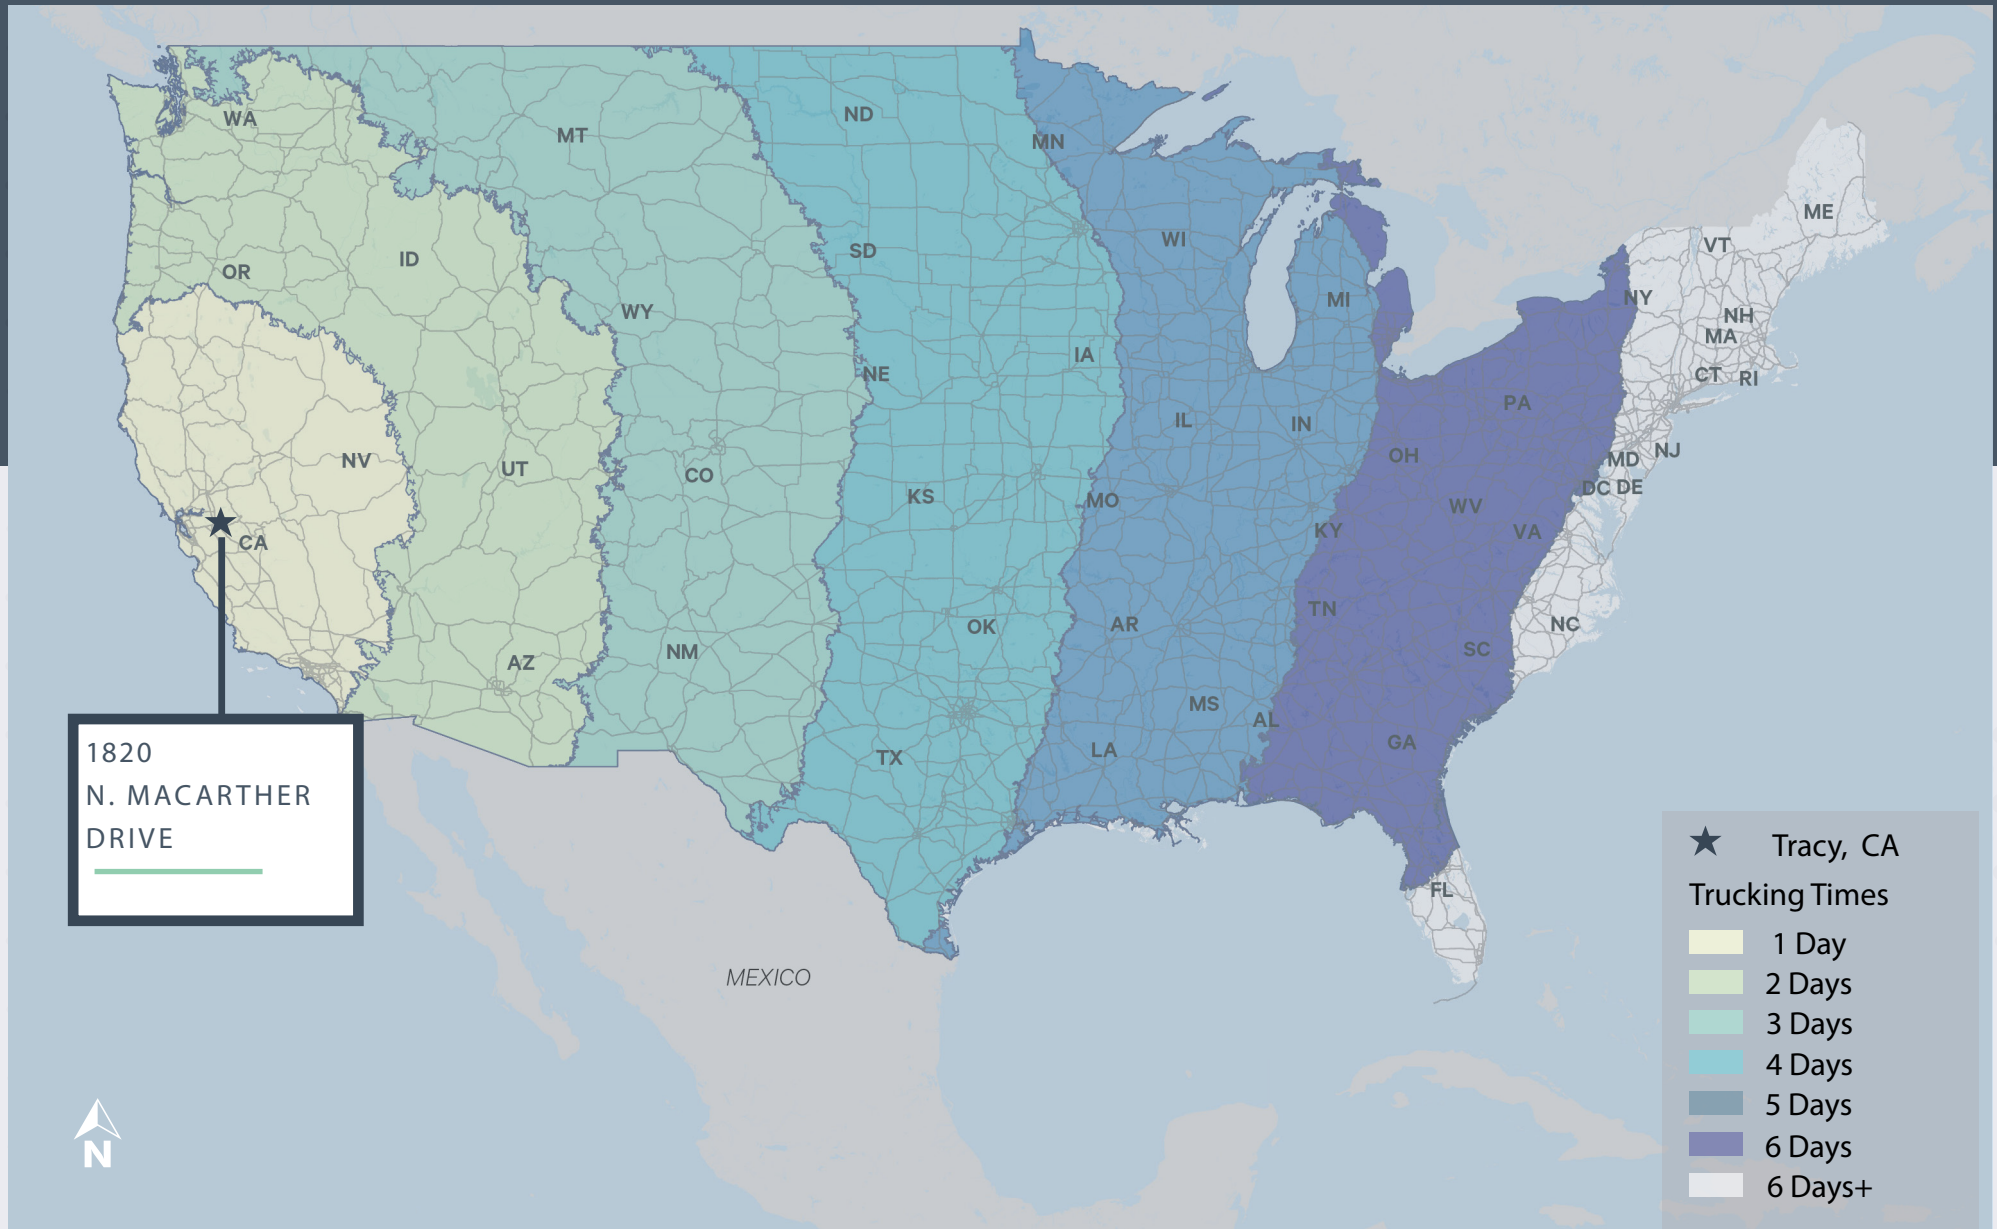 WA
MT
ND
MN
ME
VT
WI
SD
OR
ID
MI
NY
WY
NH
MA
IA
NE
CT
RI
PA
IL
IN
NV
UT
CO
OH
MD
NJ
KS
MO
DC
DE
WV
KY
VA
CA
TN
AR
OK
NC
NM
AZ
SC
MS
AL
TX
LA
GA
FL
MEXICO
1820
N. MACARTHER
DRIVE
N
Tracy, CA
Trucking Times
1 Day
2 Days
3 Days
4 Days
5 Days
6 Days
6 Days+